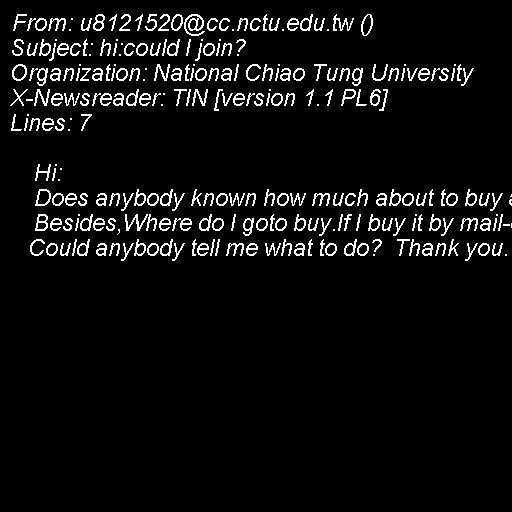 From: u8121520@cc.nctu.edu.tw ()
Subject: hi:could I join?
Organization: National Chiao Tung University
X-Newsreader: TIN [version 1.1 PL6]
Lines: 7
Hi:
Does anybody known how much about to buy a
Besides,Where do I goto buy.If I buy it by mail-
Could anybody tell me what to do?  Thank you.